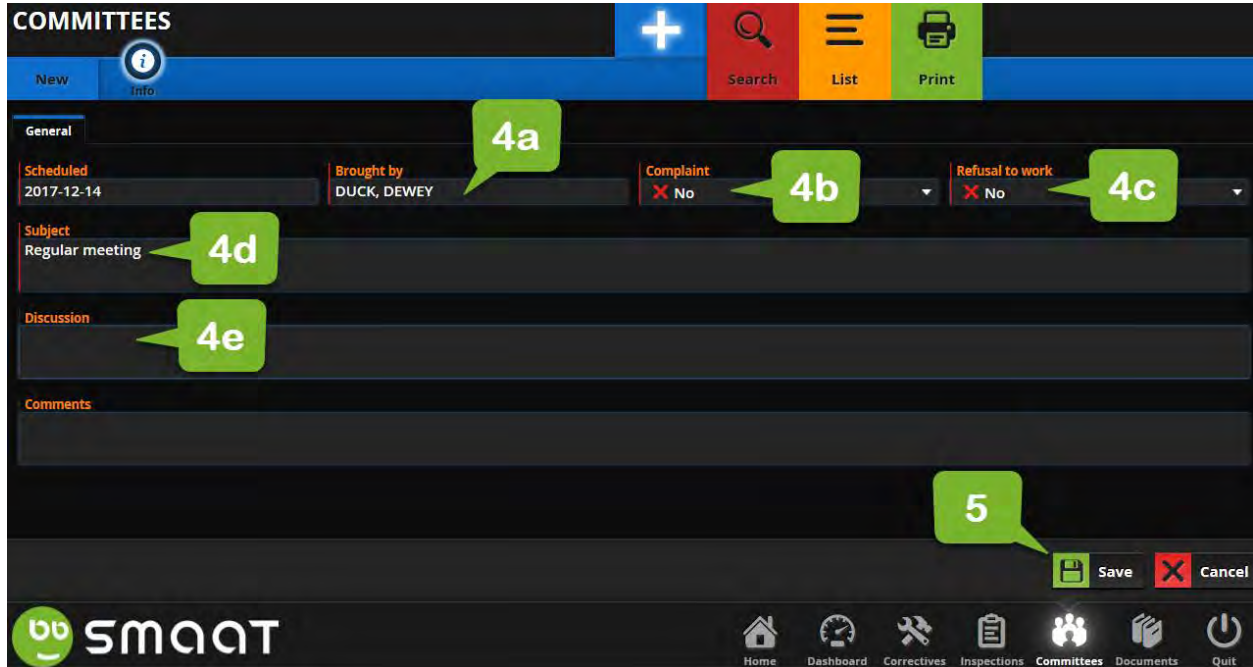 COMMITTEES
New
Info
Search
List
Print
General
4a
Scheduled
2017-12-14
Brought by
DUCK, DEWEY
Complaint
No
4b
Refusal to work
No
4c
Subject
Regular meeting
4d
Discussion
4e
Comments
5
Save
Cancel
smaat
Home
Dashboard
Correctives
Inspections
Committees
Documents
Quit